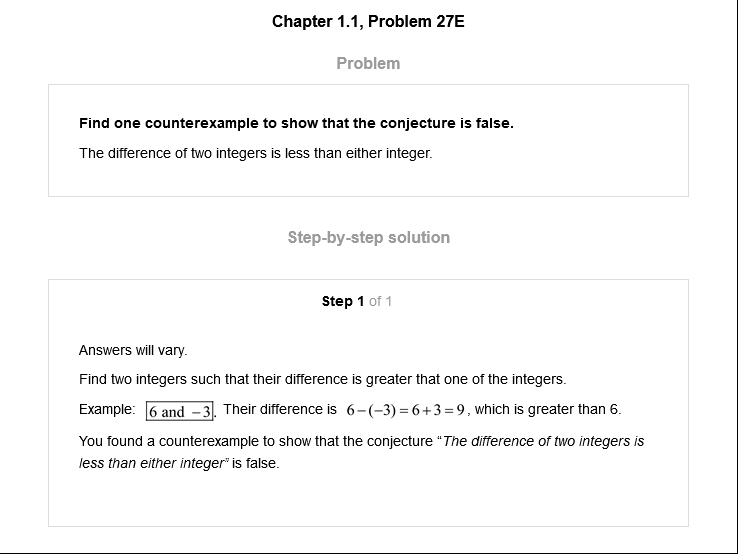 Chapter 1.1, Problem 27E
Problem
Find one counterexample to show that the conjecture is false.
The difference of two integers is less than either integer.
Step-by-step solution
Step 1 of 1
Answers will vary.
Find two integers such that their difference is greater that one of the integers.
Example: 6 and −3. Their difference is 6−(−3)=6+3=9, which is greater than 6.
You found a counterexample to show that the conjecture “The difference of two integers is
less than either integer” is false.